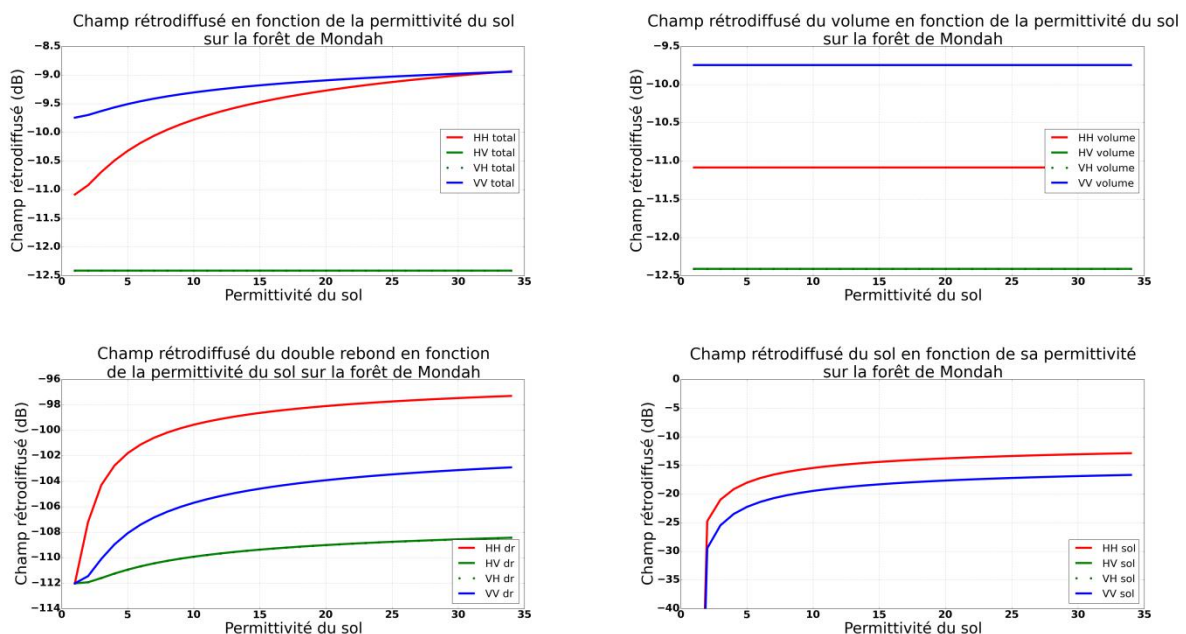 Champ rétrodiffusé en fonction de la permittivité du sol
sur la forêt de Mondah
Champ rétrodiffusé (dB)
−8.5
−9.0
−9.5
−10.0
−10.5
−11.0
−11.5
−12.0
−12.5
HH total
HV total
VH total
VV total
0 5 10 15 20 25 30 35
Permittivité du sol
Champ rétrodiffusé du volume en fonction de la permitivité du sol
sur la forêt de Mondah
Champ rétrodiffusé (dB)
−9.5
−10.0
−10.5
−11.0
−11.5
−12.0
−12.5
HH volume
HV volume
VH volume
VV volume
0 5 10 15 20 25 30 35
Permittivité du sol
Champ rétrodiffusé du double rebond en fonction
de la permittivité du sol sur la forêt de Mondah
Champ rétrodiffusé (dB)
−96
−98
−100
−102
−104
−106
−108
−110
−112
−114
HH dr
HV dr
VH dr
VV dr
0 5 10 15 20 25 30 35
Permittivité du sol
Champ rétrodiffusé du sol en fonction de sa permittivité
sur la forêt de Mondah
Champ rétrodiffusé (dB)
0
−5
−10
−15
−20
−25
−30
−35
−40
HH sol
HV sol
VH sol
VV sol
0 5 10 15 20 25 30 35
Permittivité du sol